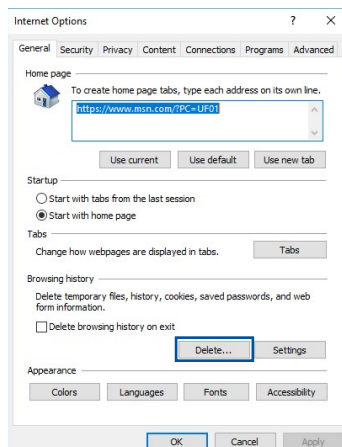 Internet Options ? X
General Security Privacy Content Connections Programs Advanced
Home page
To create home page tabs, type each address on its own line.
https://www.msn.com/?PC=UF01
Use current Use default Use new tab
Startup
Start with tabs from the last session
Start with home page
Tabs
Change how webpages are displayed in tabs. Tabs
Browsing history
Delete temporary files, history, cookies, saved passwords, and web
form information.
Delete browsing history on exit
Delete... Settings
Appearance
Colors Languages Fonts Accessibility
OK Cancel Apply